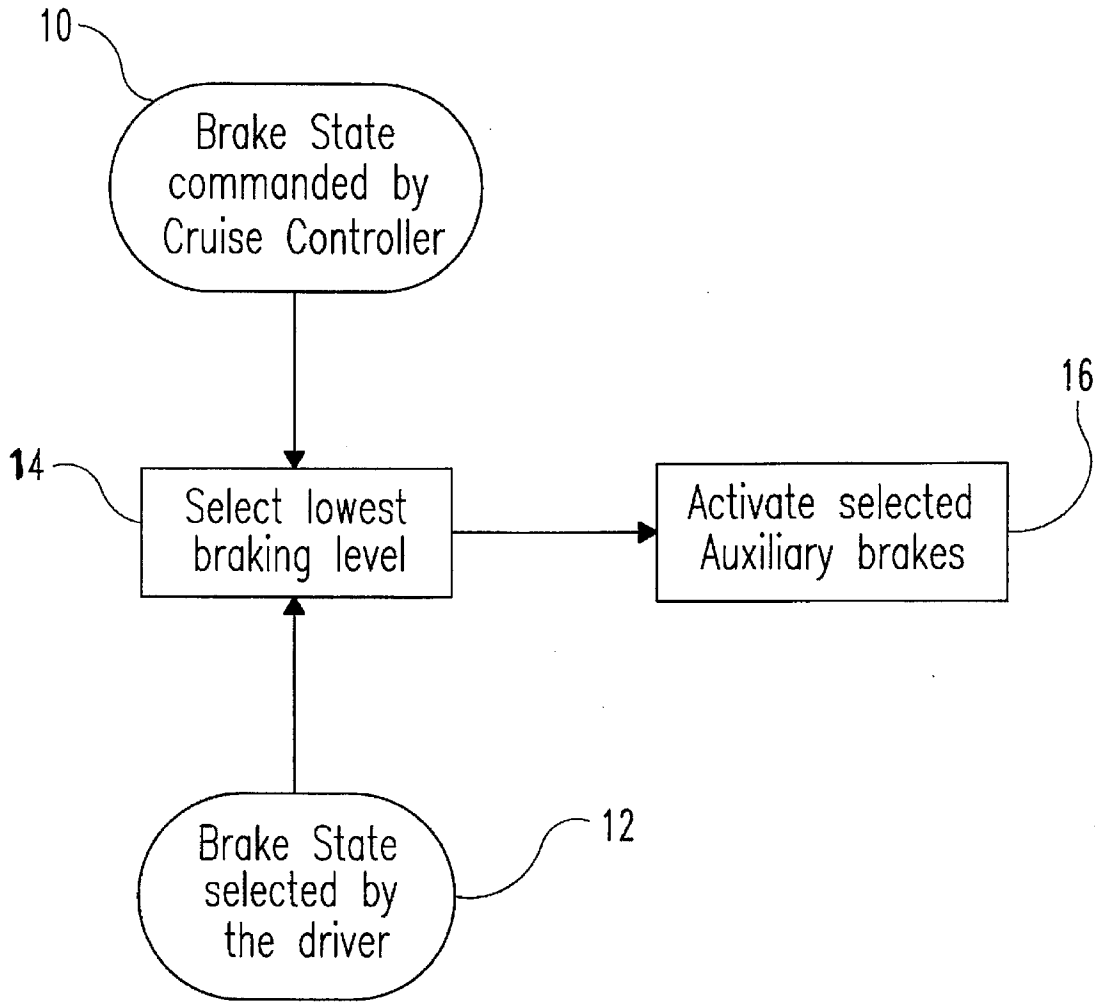 10
Brake State
commanded by
Cruise Controller
14
Select lowest
braking level
16
Activate selected
Auxiliary brakes
12
Brake State
selected by
the driver